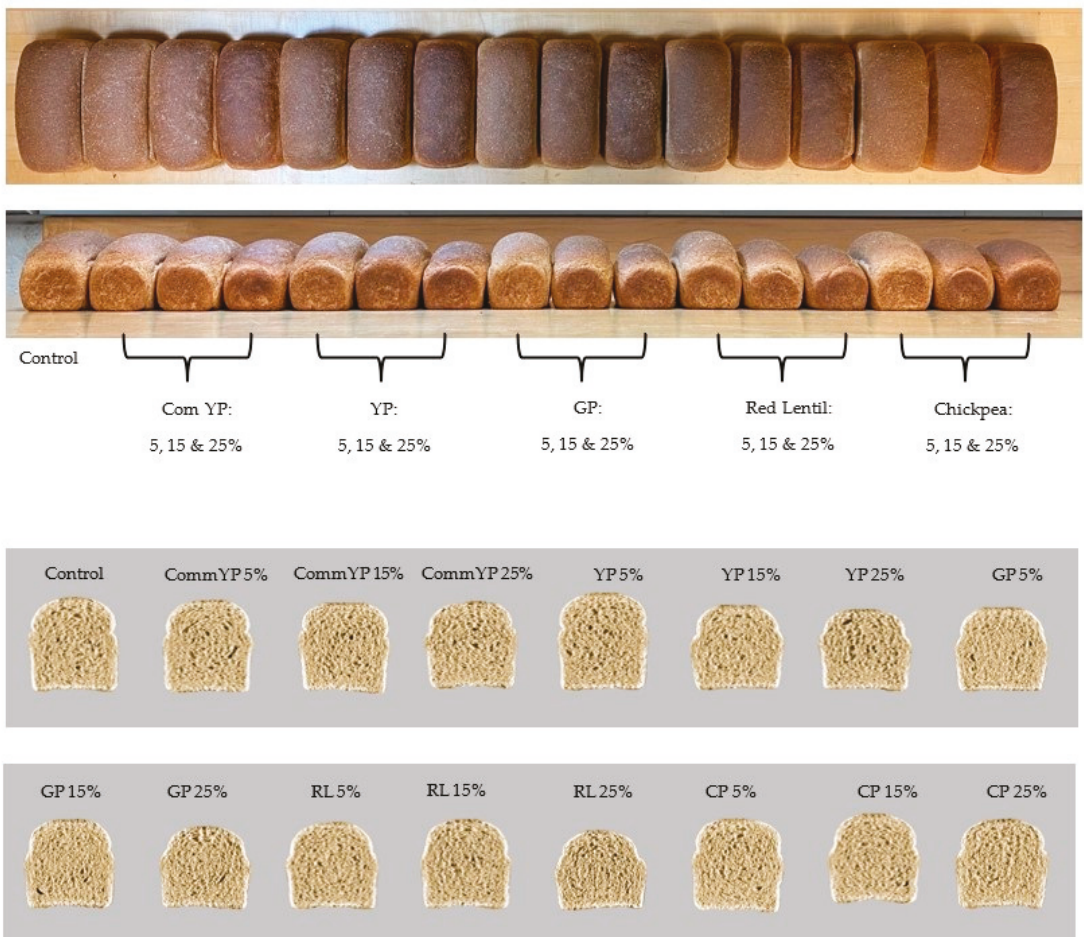 Control
Com YP:
5, 15 & 25%
YP:
5, 15 & 25%
GP:
5, 15 & 25%
Red Lentil:
5, 15 & 25%
Chickpea:
5, 15 & 25%
Control CommYP 5% CommYP 15% CommYP 25% YP 5% YP 15% YP 25% GP 5%
GP 15% GP 25% RL 5% RL 15% RL 25% CP 5% CP 15% CP 25%